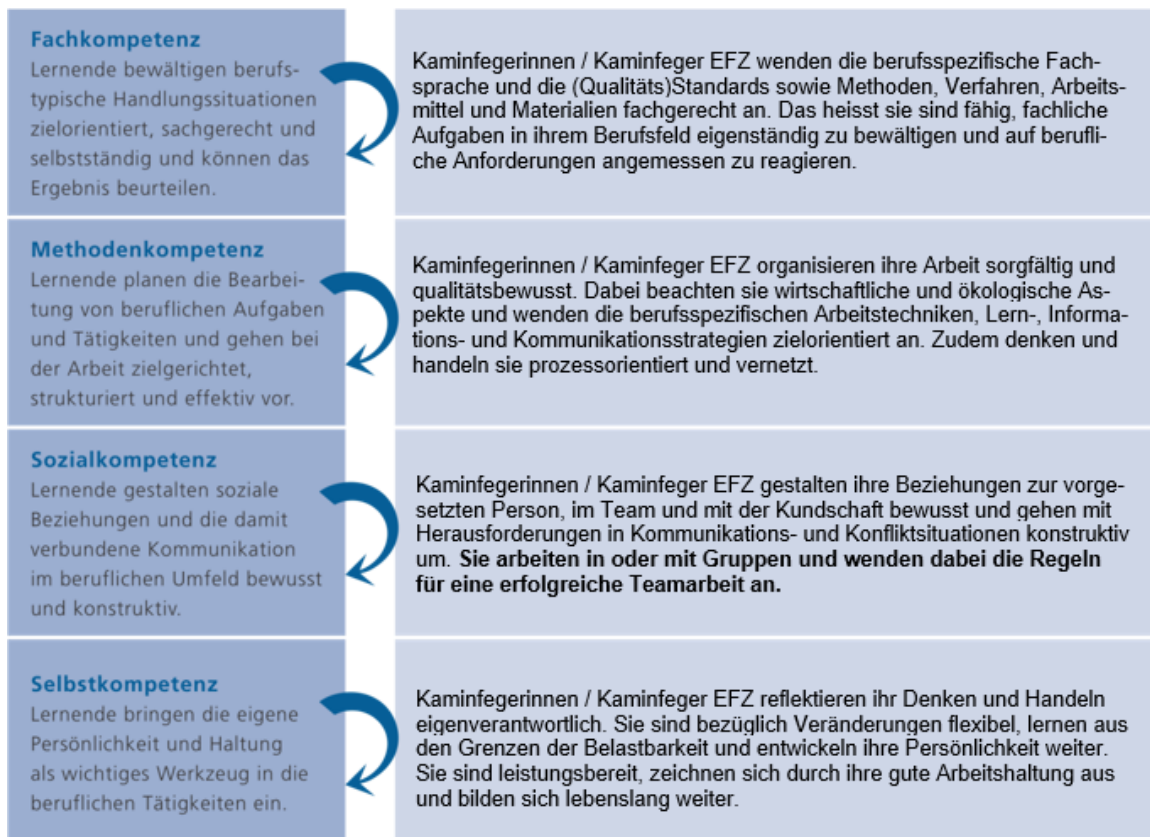 Fachkompetenz
Lernende bewältigen berufs-
typische Handlungssituationen
zielorientiert, sachgerecht und
selbstständig und können das
Ergebnis beurteilen.
Kaminfegerinnen / Kaminfeger EFZ wenden die berufsspezifische Fach-
sprache und die (Qualitäts)Standards sowie Methoden, Verfahren, Arbeits-
mittel und Materialien fachgerecht an. Das heisst sie sind fähig, fachliche
Aufgaben in ihrem Berufsfeld eigenständig zu bewältigen und auf berufli-
che Anforderungen angemessen zu reagieren.
Methodenkompetenz
Lernende planen die Bearbei-
tung von beruflichen Aufgaben
und Tätigkeiten und gehen bei
der Arbeit zielgerichtet,
strukturiert und effektiv vor.
Kaminfegerinnen / Kaminfeger EFZ organisieren ihre Arbeit sorgfältig und
qualitätsbewusst. Dabei beachten sie wirtschaftliche und ökologische As-
pekte und wenden die berufsspezifischen Arbeitstechniken, Lern-, Informa-
tions- und Kommunikationsstrategien zielorientiert an. Zudem denken und
handeln sie prozessorientiert und vernetzt.
Sozialkompetenz
Lernende gestalten soziale
Beziehungen und die damit
verbundene Kommunikation
im beruflichen Umfeld bewusst
und konstruktiv.
Kaminfegerinnen / Kaminfeger EFZ gestalten ihre Beziehungen zur vorge-
setzten Person, im Team und mit der Kundschaft bewusst und gehen mit
Herausforderungen in Kommunikations- und Konfliktsituationen konstruktiv
um. Sie arbeiten in oder mit Gruppen und wenden dabei die Regeln
für eine erfolgreiche Teamarbeit an.
Selbstkompetenz
Lernende bringen die eigene
Persönlichkeit und Haltung
als wichtiges Werkzeug in die
beruflichen Tätigkeiten ein.
Kaminfegerinnen / Kaminfeger EFZ reflektieren ihr Denken und Handeln
eigenverantwortlich. Sie sind bezüglich Veränderungen flexibel, lernen aus
den Grenzen der Belastbarkeit und entwickeln ihre Persönlichkeit weiter.
Sie sind leistungsbereit, zeichnen sich durch ihre gute Arbeitshaltung aus
und bilden sich lebenslang weiter.